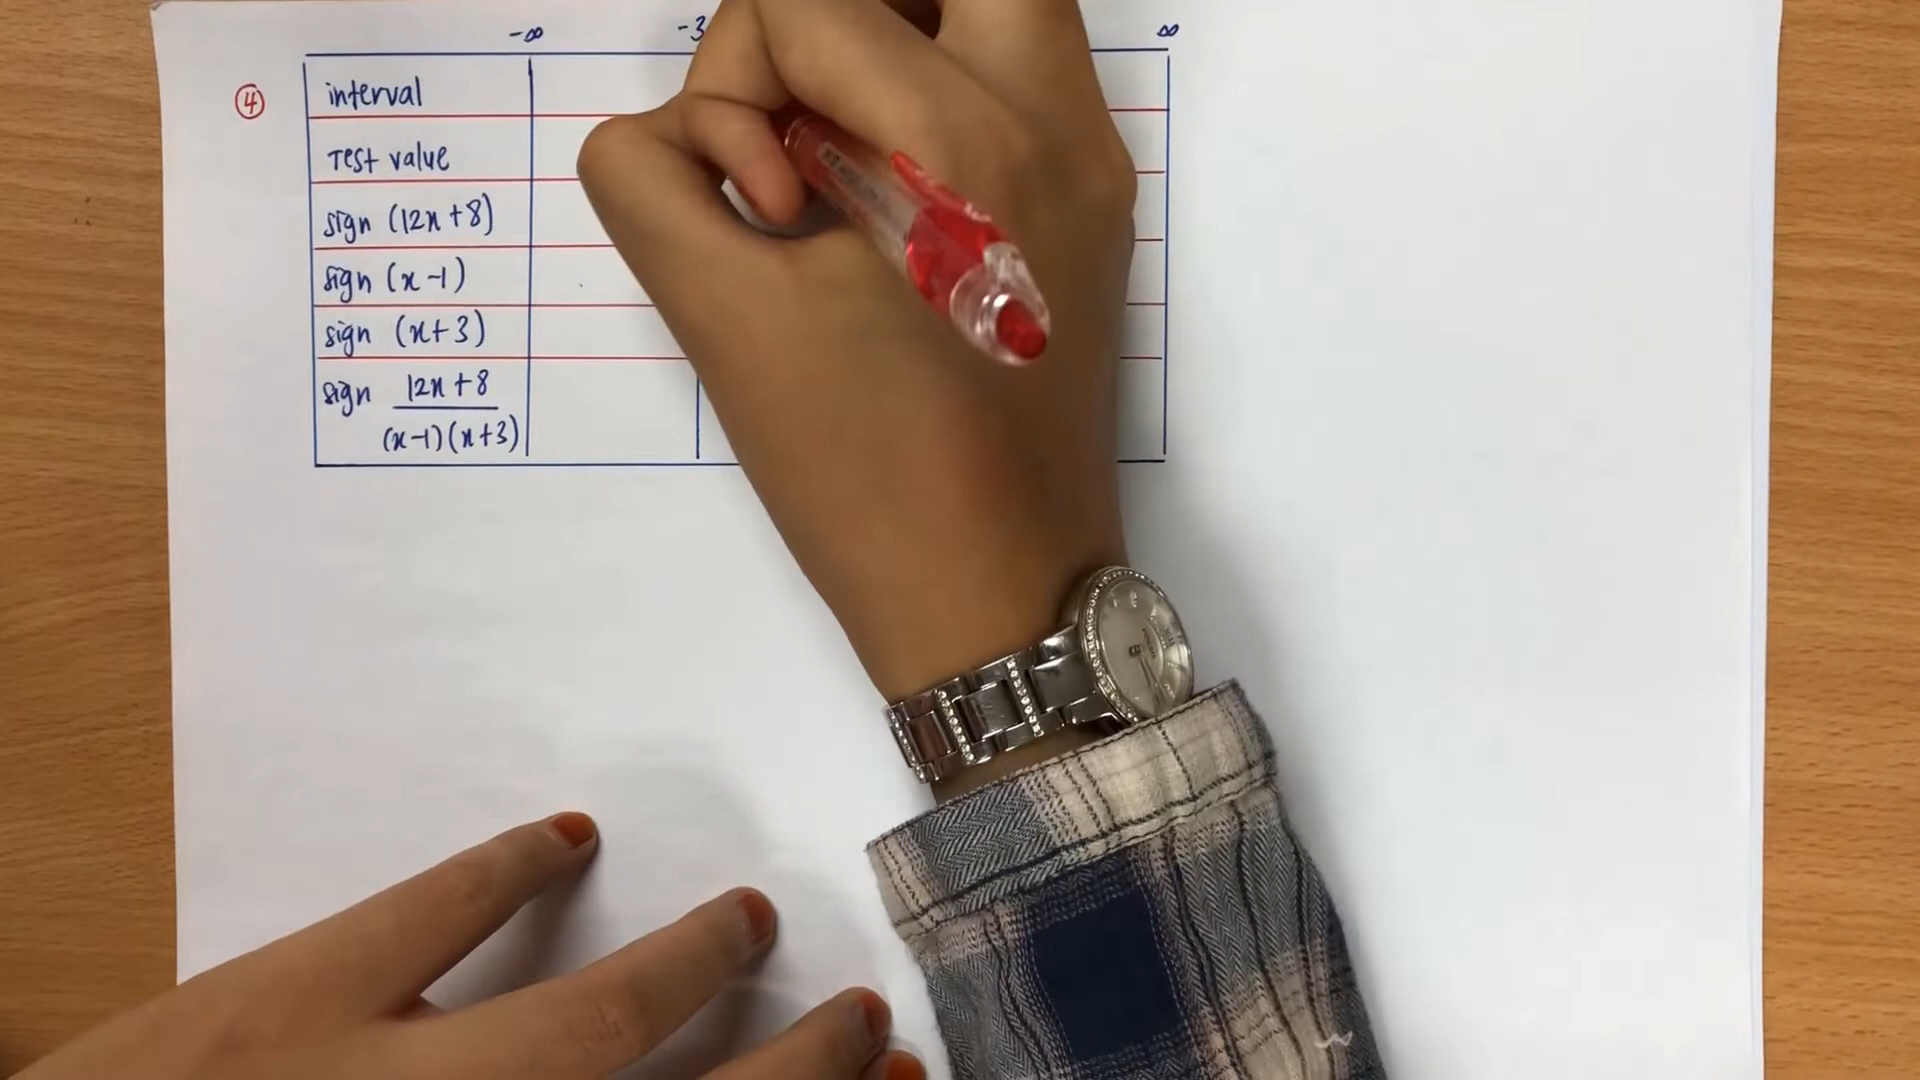 -∞ -3 ∞
④ interval
Test value
sign (12x+8)
sign (x-1)
sign (x+3)
sign 12x+8
(x-1)(x+3)